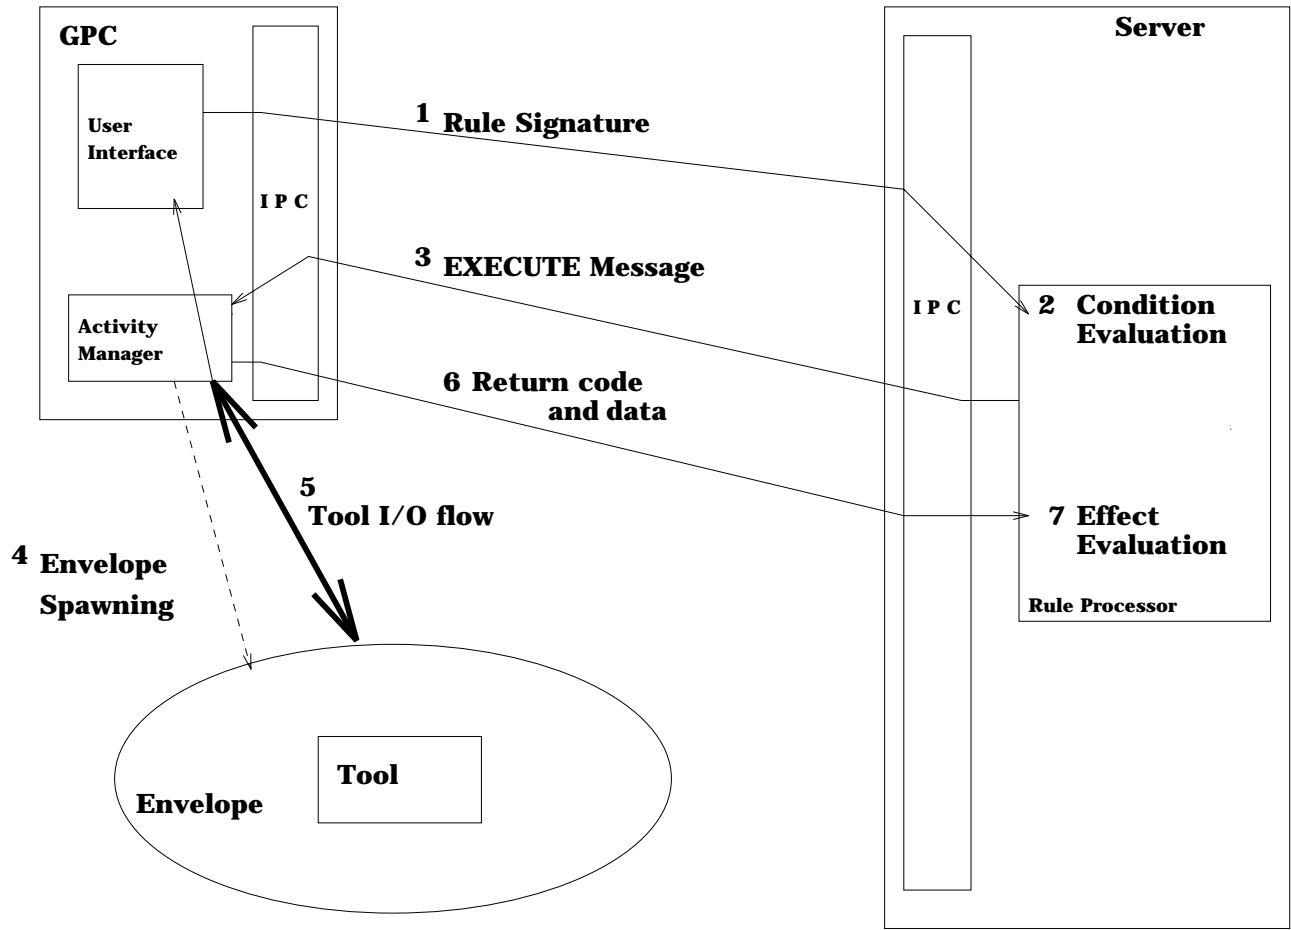 GPC
Server
User
Interface
I P C
1 Rule Signature
3 EXECUTE Message
I P C
2 Condition
Evaluation
Activity
Manager
6 Return code
and data
5
Tool I/O flow
7 Effect
Evaluation
4 Envelope
Spawning
Rule Processor
Tool
Envelope